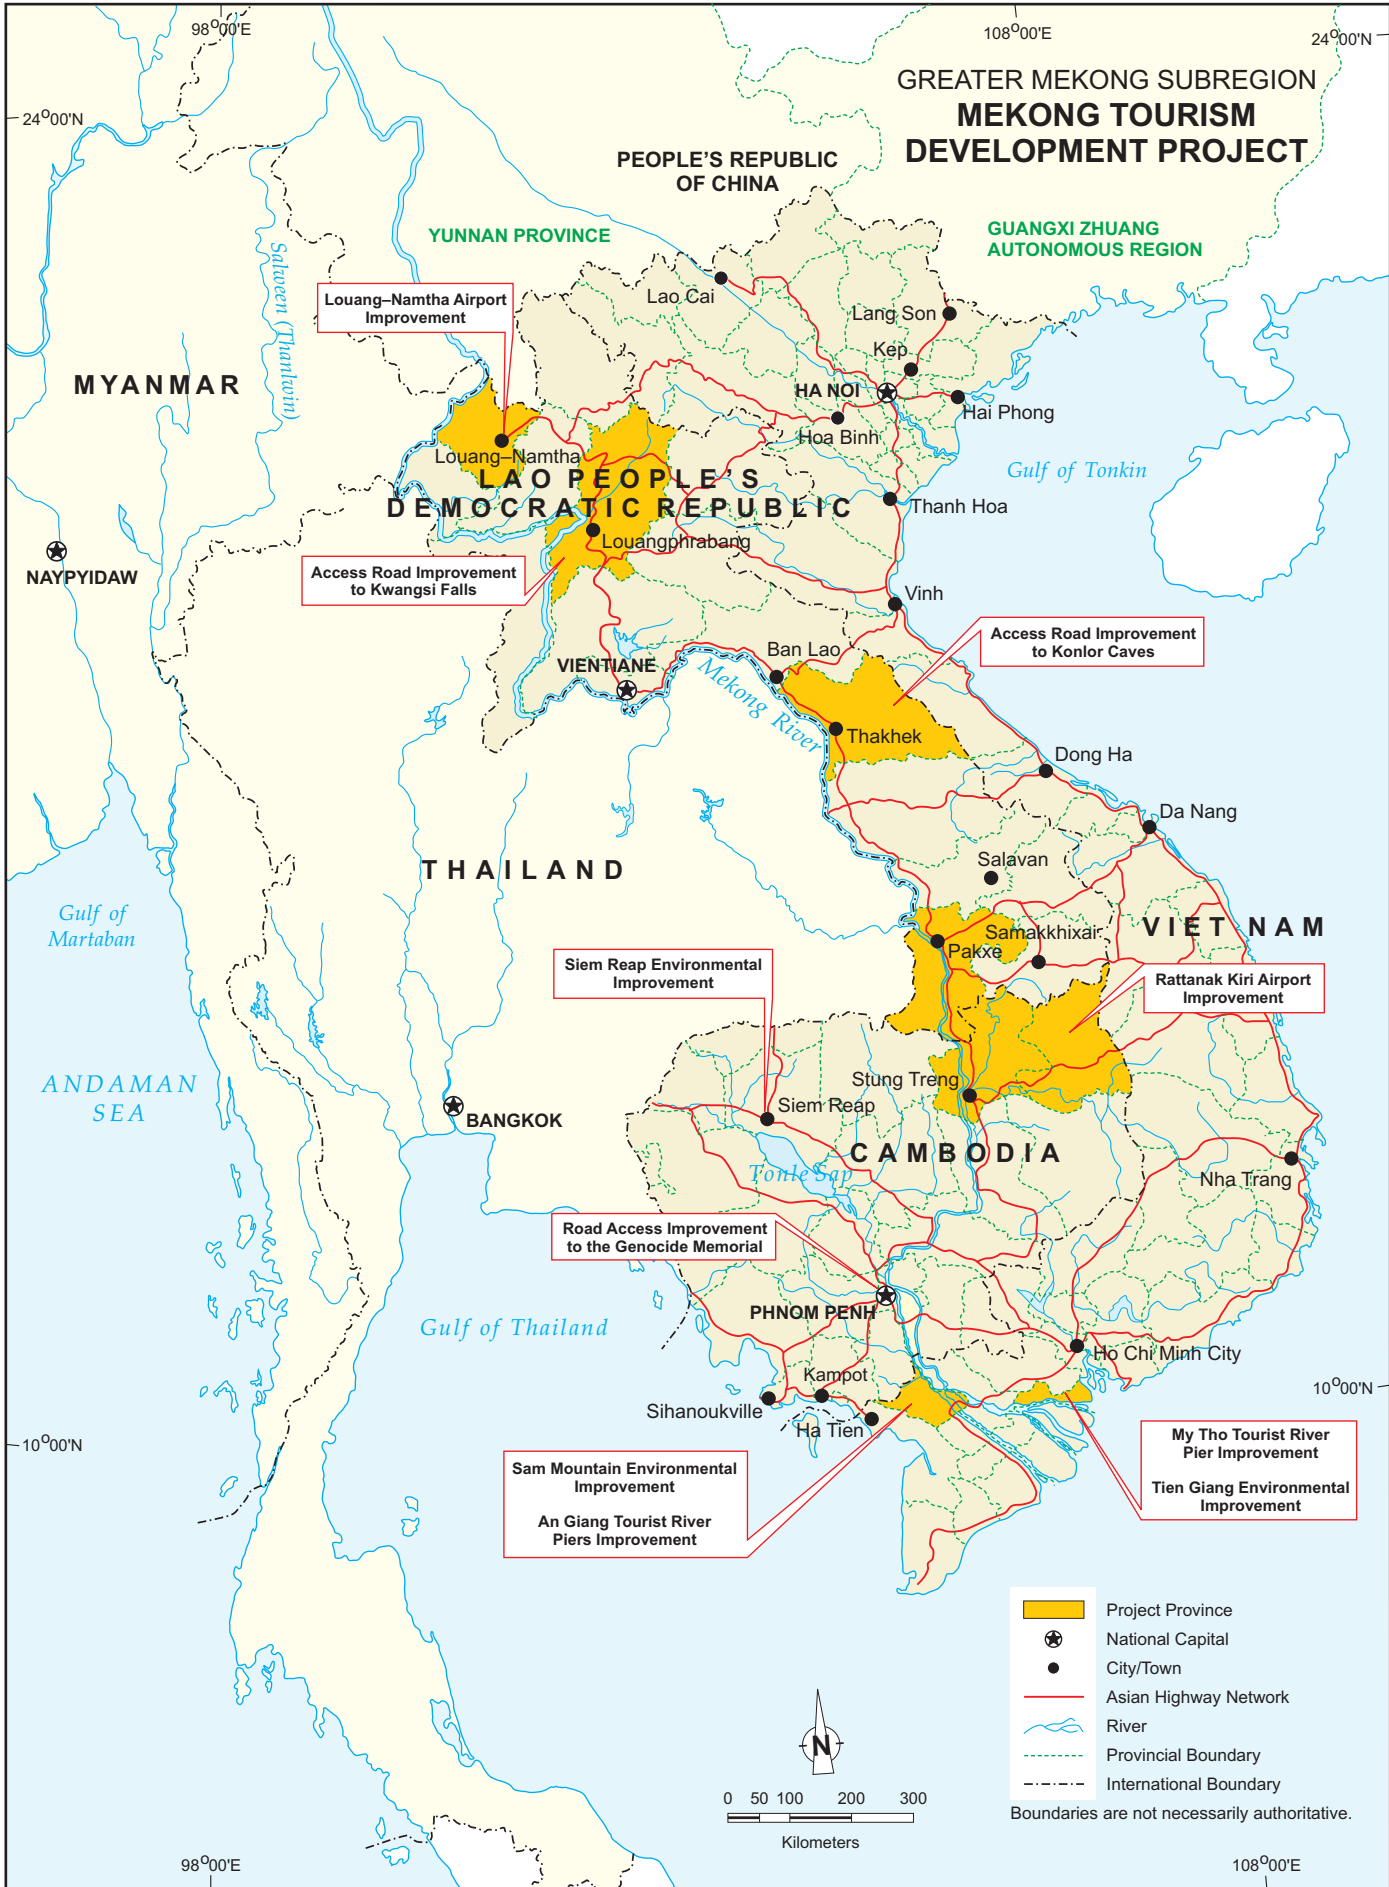 98°00'E
108°00'E
24°00'N
GREATER MEKONG SUBREGION
MEKONG TOURISM
DEVELOPMENT PROJECT
24°00'N
PEOPLE'S REPUBLIC
OF CHINA
YUNNAN PROVINCE
GUANGXI ZHUANG
AUTONOMOUS REGION
Salween (Thanlwin)
Louang–Namtha Airport
Improvement
Lao Cai
Lang Son
Kep
MYANMAR
HA NOI
Hai Phong
Hoa Binh
Louang–Namtha
Gulf of Tonkin
LAO PEOPLE'S
DEMOCRATIC REPUBLIC
Thanh Hoa
Louangphrabang
NAYPYIDAW
Access Road Improvement
to Kwangsi Falls
Vinh
Access Road Improvement
to Konlor Caves
Ban Lao
VIENTIANE
Mekong River
Thakhek
Dong Ha
Da Nang
THAILAND
Salavan
Gulf of
Martaban
Samakkhixai
VIET NAM
Pakxe
Siem Reap Environmental
Improvement
Rattanak Kiri Airport
Improvement
ANDAMAN
SEA
Stung Treng
Siem Reap
BANGKOK
CAMBODIA
Tonle Sap
Nha Trang
Road Access Improvement
to the Genocide Memorial
PHNOM PENH
Gulf of Thailand
Ho Chi Minh City
Kampot
10°00'N
Sihanoukville
Ha Tien
10°00'N
My Tho Tourist River
Pier Improvement
Tien Giang Environmental
Improvement
Sam Mountain Environmental
Improvement
An Giang Tourist River
Piers Improvement
Project Province
National Capital
City/Town
Asian Highway Network
River
Provincial Boundary
International Boundary
Boundaries are not necessarily authoritative.
N
0 50 100 200 300
Kilometers
98°00'E
108°00'E